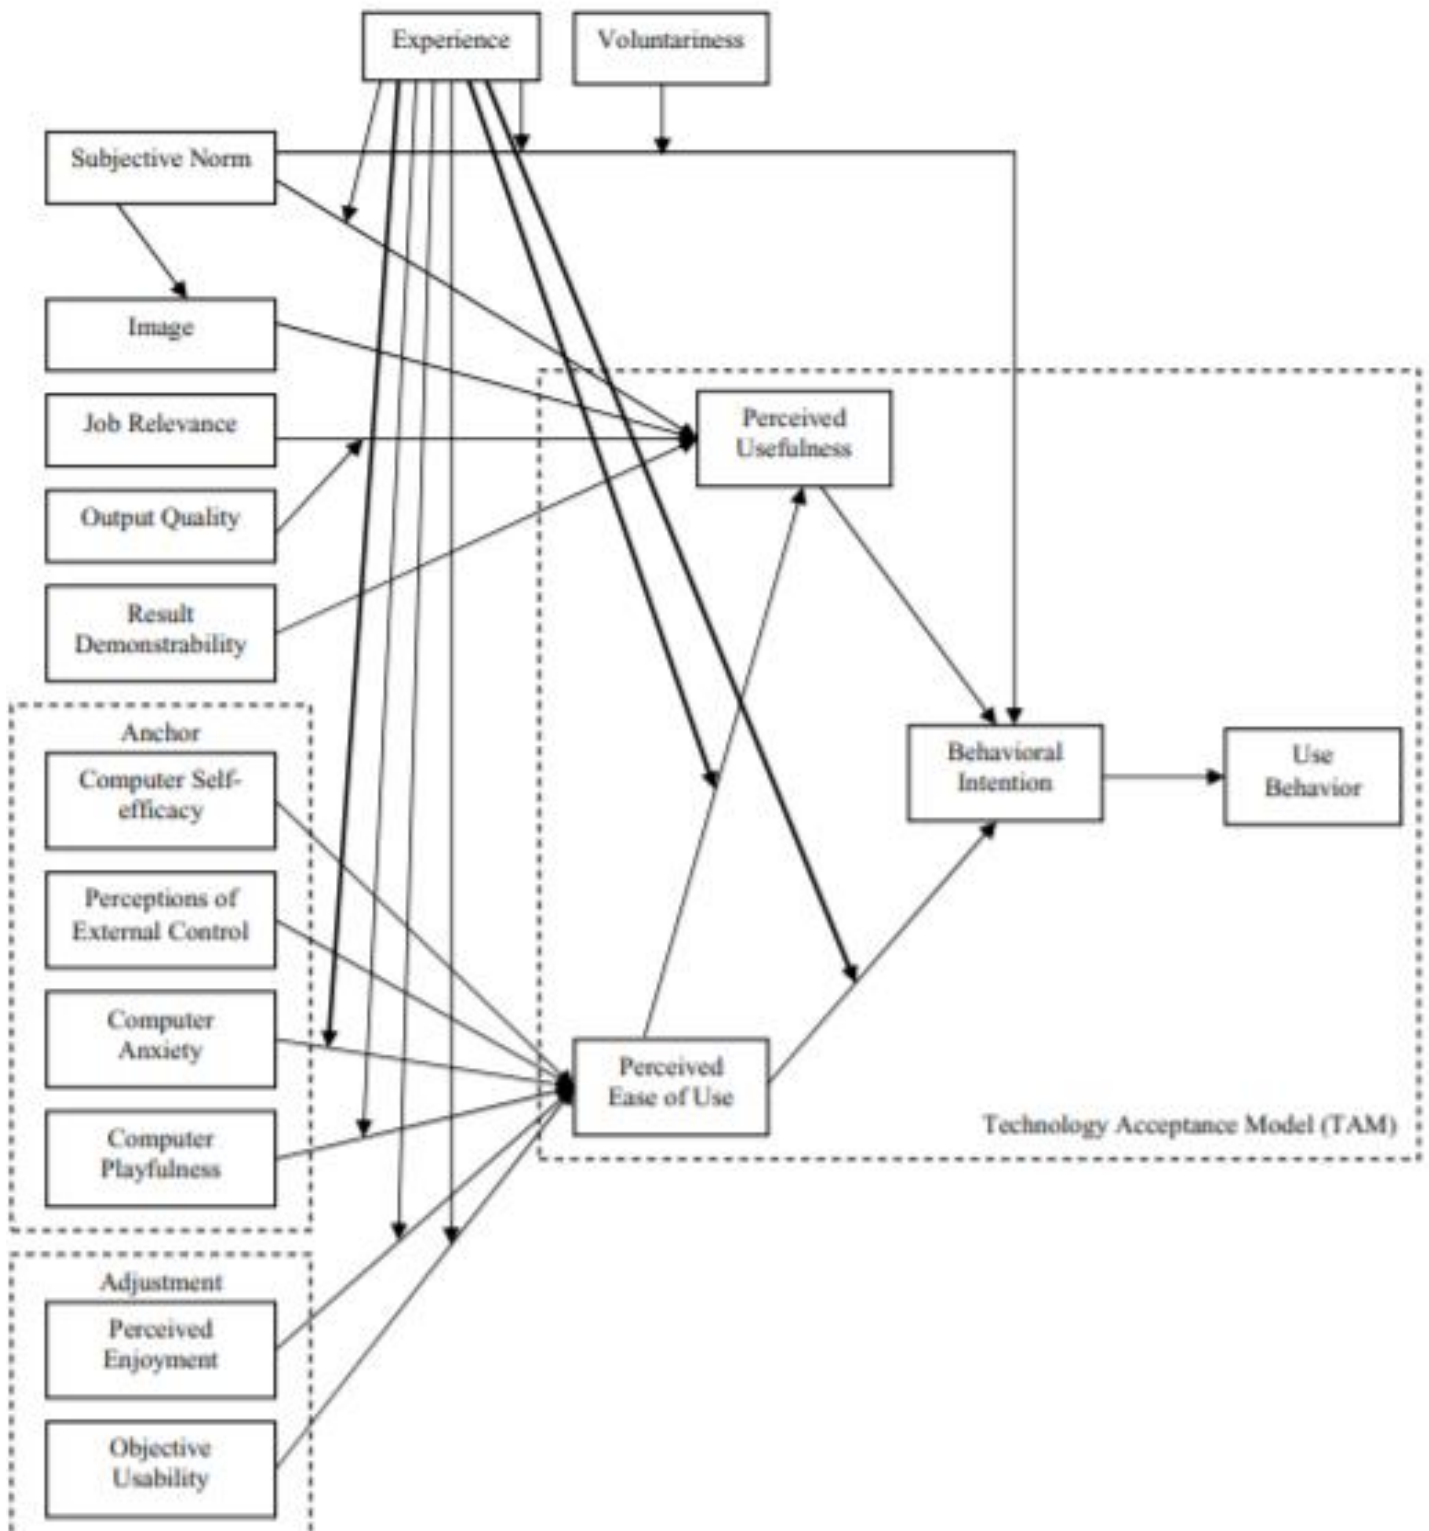 Experience
Voluntariness
Subjective Norm
Image
Job Relevance
Output Quality
Result
Demonstrability
Perceived
Usefulness
Anchor
Computer Self-
efficacy
Perceptions of
External Control
Computer
Anxiety
Computer
Playfulness
Behavioral
Intention
Use
Behavior
Perceived
Ease of Use
Technology Acceptance Model (TAM)
Adjustment
Perceived
Enjoyment
Objective
Usability